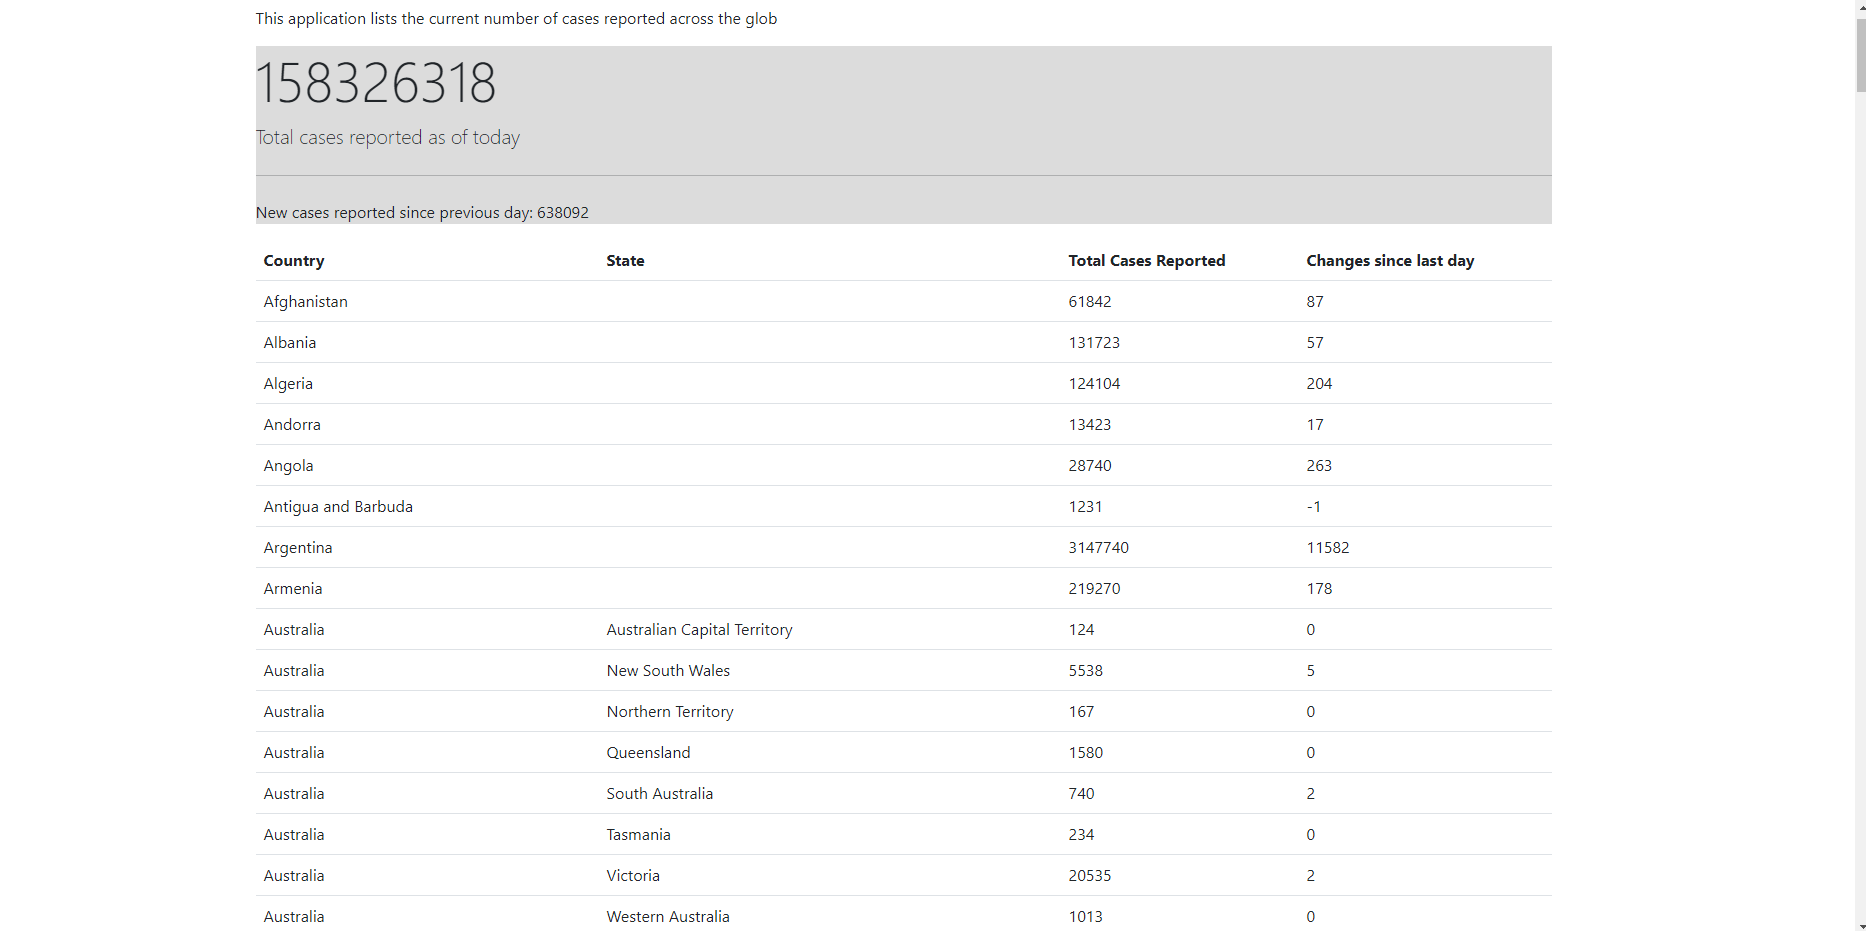 This application lists the current number of cases reported across the glob
158326318
Total cases reported as of today
New cases reported since previous day: 638092
Country State Total Cases Reported Changes since last day
Afghanistan 61842 87
Albania 131723 57
Algeria 124104 204
Andorra 13423 17
Angola 28740 263
Antigua and Barbuda 1231 -1
Argentina 3147740 11582
Armenia 219270 178
Australia Australian Capital Territory 124 0
Australia New South Wales 5538 5
Australia Northern Territory 167 0
Australia Queensland 1580 0
Australia South Australia 740 2
Australia Tasmania 234 0
Australia Victoria 20535 2
Australia Western Australia 1013 0